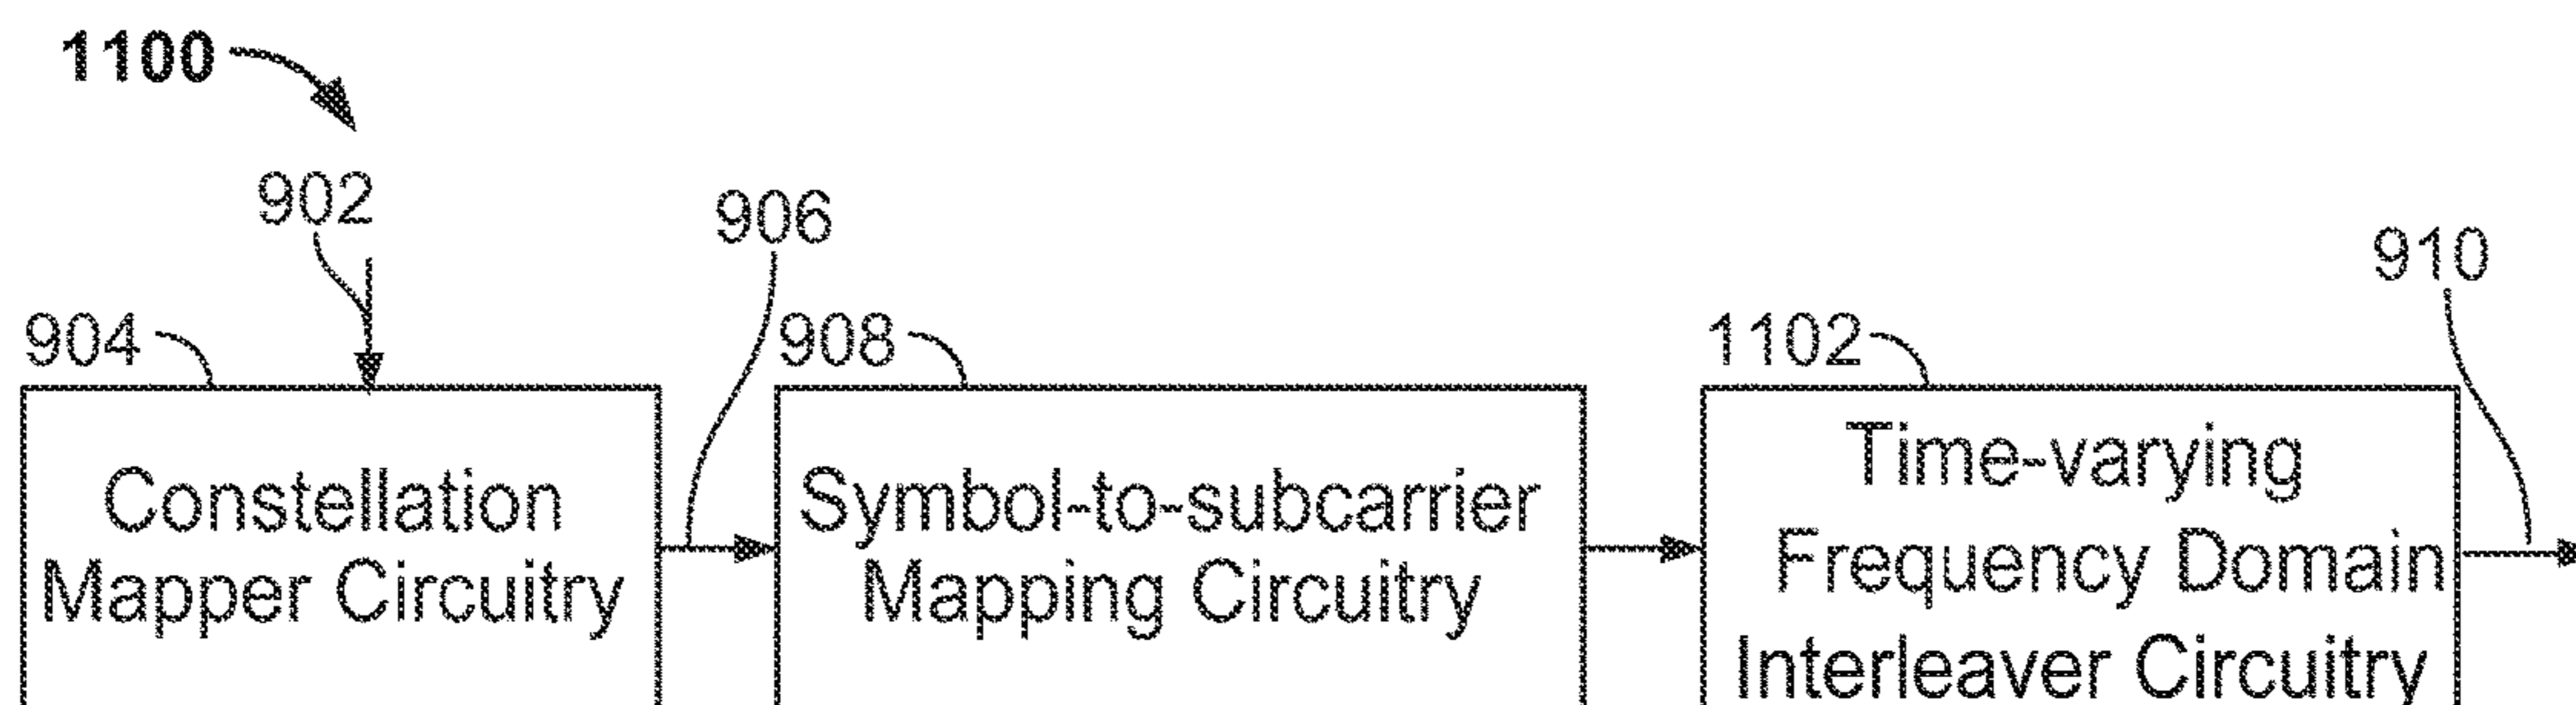 1100
902
906
910
904
908
1102
Constellation
Mapper Circuitry
Symbol-to-subcarrier
Mapping Circuitry
Time-varying
Frequency Domain
Interleaver Circuitry